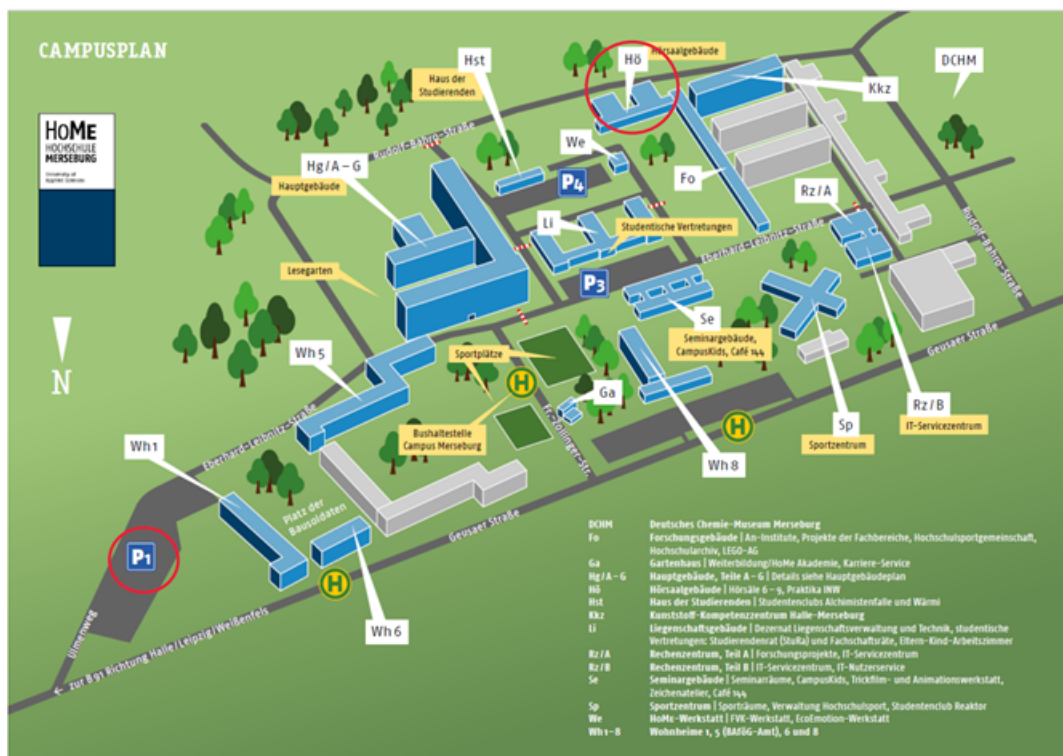 CAMPUSPLAN
HoMe
HOCHSCHULE
MERSEBURG
University of
Applied Sciences
N
Hst
Haus der
Studierenden
Hörsaalgebäude
Hö
Kkz
DCHM
Rudolf-Bahro-Straße
We
P4
Fo
Hg/A – G
Hauptgebäude
Li
Studentische Vertretungen
Rz/A
Eberhard-Leibnitz-Straße
Rudolf-Bahro-Straße
Lesegarten
P3
Se
Seminargebäude,
CampusKids, Café 144
Geusaer Straße
Wh 5
Sportplätze
H
Ga
Rz/B
IT-Servicezentrum
Sp
Sportzentrum
H
Bushaltestelle
Campus Merseburg
Fr.-Zollinger-Str.
Wh 8
Eberhard-Leibnitz-Straße
Wh 1
Platz der
Bausoldaten
Geusaer Straße
P1
H
Wh 6
Ulmenweg
← zur B 91 Richtung Halle/Leipzig/Weißenfels
DCHM Deutsches Chemie-Museum Merseburg
Fo Forschungsgebäude | An-Institute, Projekte der Fachbereiche, Hochschulsportgemeinschaft,
Hochschularchiv, LEGO-AG
Ga Gartenhaus | Weiterbildung/HoMe Akademie, Karriere-Service
Hg/A – G Hauptgebäude, Teile A – G | Details siehe Hauptgebäudeplan
Hö Hörsaalgebäude | Hörsäle 6 – 9, Praktika INW
Hst Haus der Studierenden | Studentenclubs Alchimistenfalle und Wärmi
Kkz Kunststoff-Kompetenzzentrum Halle-Merseburg
Li Liegenschaftsgebäude | Dezernat Liegenschaftsverwaltung und Technik, studentische
Vertretungen: Studierendenrat (StuRa) und Fachschaftsräte, Eltern-Kind-Arbeitszimmer
Rz/A Rechenzentrum, Teil A | Forschungsprojekte, IT-Servicezentrum
Rz/B Rechenzentrum, Teil B | IT-Servicezentrum, IT-Nutzerservice
Se Seminargebäude | Seminarräume, CampusKids, Trickfilm- und Animationswerkstatt,
Zeichenatelier, Café 144
Sp Sportzentrum | Sporträume, Verwaltung Hochschulsport, Studentenclub Reaktor
We HoMe-Werkstatt | FVK-Werkstatt, EcoEmotion-Werkstatt
Wh 1–8 Wohnheime 1, 5 (BAföG-Amt), 6 und 8